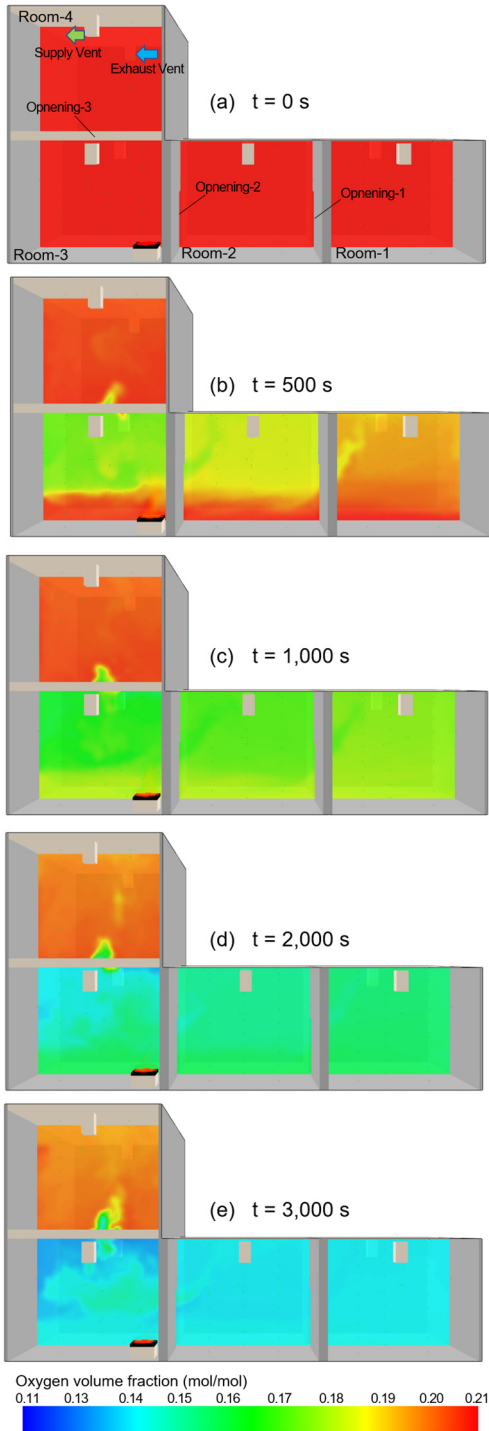 Room-4
Supply Vent
Exhaust Vent
(a) t = 0 s
Opnening-3
Opnening-2
Opnening-1
Room-3
Room-2
Room-1
(b) t = 500 s
(c) t = 1,000 s
(d) t = 2,000 s
(e) t = 3,000 s
Oxygen volume fraction (mol/mol)
0.11 0.13 0.14 0.15 0.16 0.17 0.18 0.19 0.20 0.21